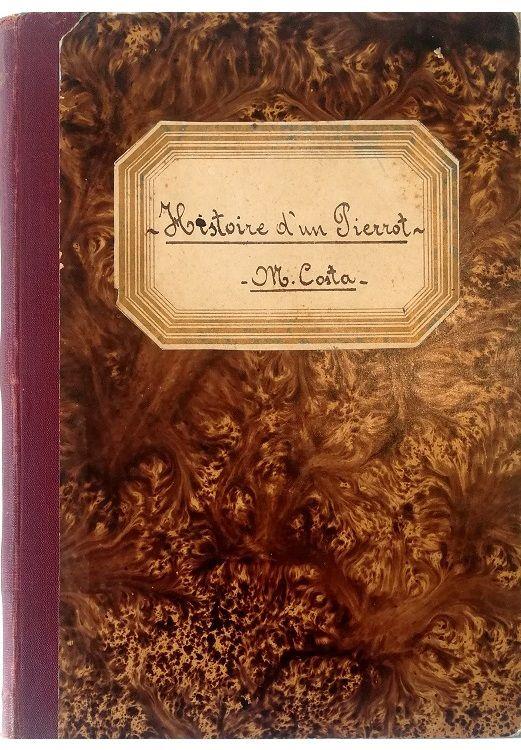 - Histoire d'un Pierrot -
- M. Costa -